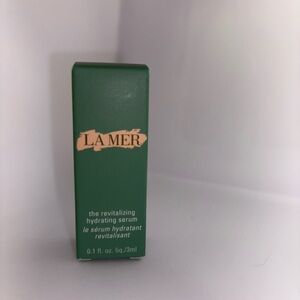 LA MER
the revitalizing
hydrating serum
le sérum hydratant
revitalisant
0.1 fl. oz. liq./3ml